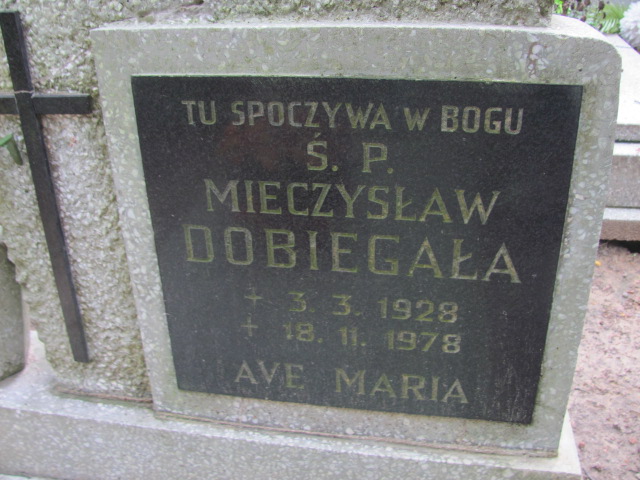 TU SPOCZYWA W BOGU
Ś. P.
MIECZYSŁAW
DOBIEGAŁA
+ 3. 3. 1928
+ 18. 11. 1978
AVE MARIA